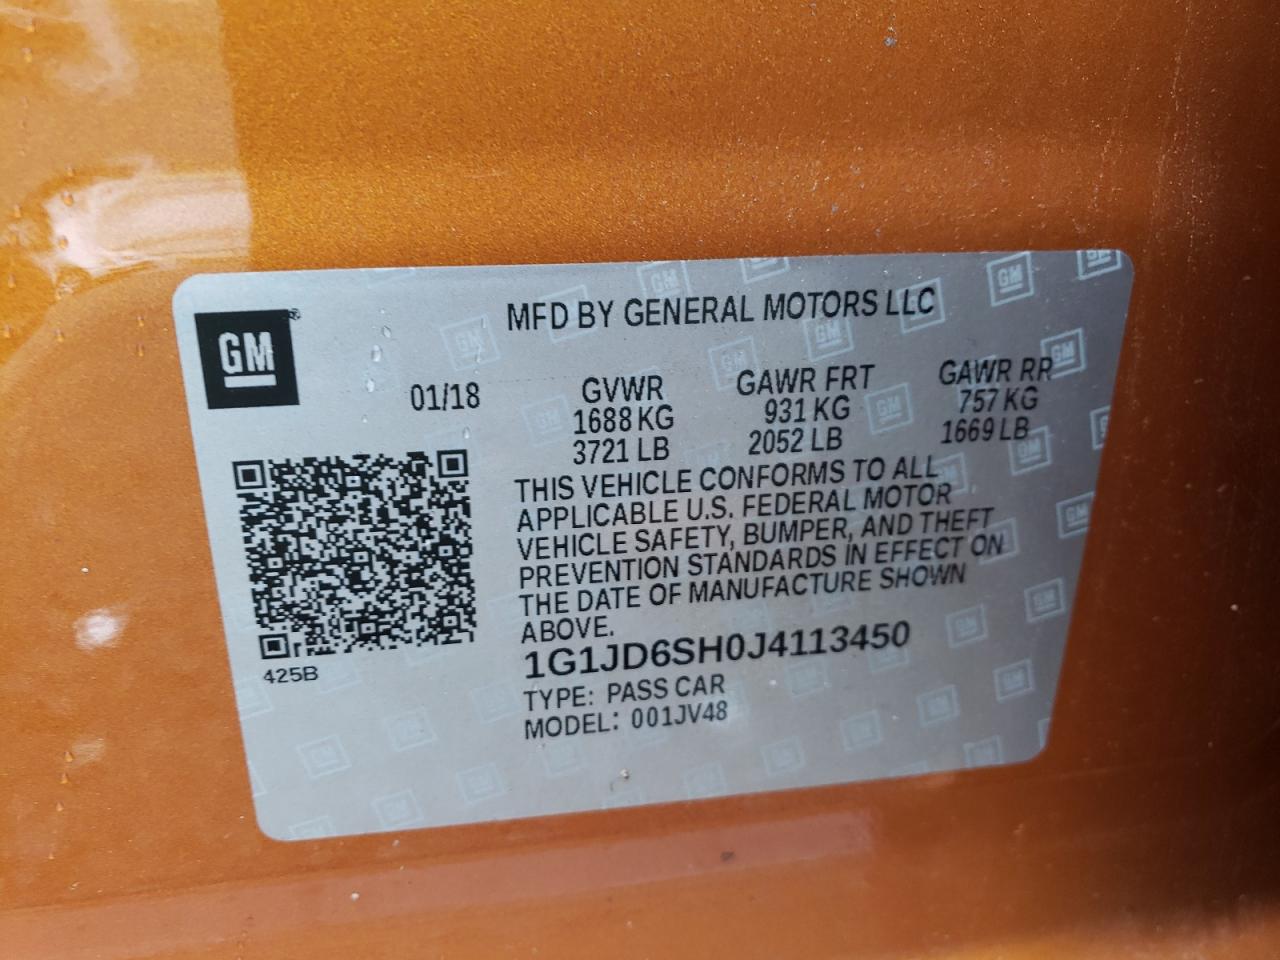 GM
MFD BY GENERAL MOTORS LLC
01/18
GVWR GAWR FRT GAWR RR
1688 KG 931 KG 757 KG
3721 LB 2052 LB 1669 LB
THIS VEHICLE CONFORMS TO ALL
APPLICABLE U.S. FEDERAL MOTOR
VEHICLE SAFETY, BUMPER, AND THEFT
PREVENTION STANDARDS IN EFFECT ON
THE DATE OF MANUFACTURE SHOWN
ABOVE.
1G1JD6SH0J4113450
TYPE: PASS CAR
MODEL: 001JV48
425B